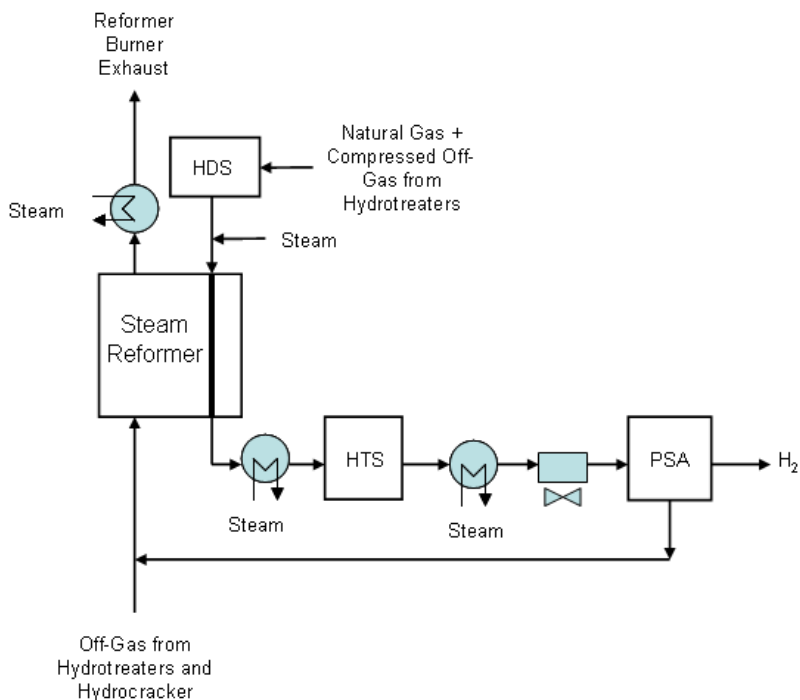 Reformer
Burner
Exhaust
HDS
Natural Gas +
Compressed Off-
Gas from
Hydrotreaters
Steam
Steam
Steam
Reformer
HTS
PSA
H₂
Steam
Steam
Off-Gas from
Hydrotreaters and
Hydrocracker